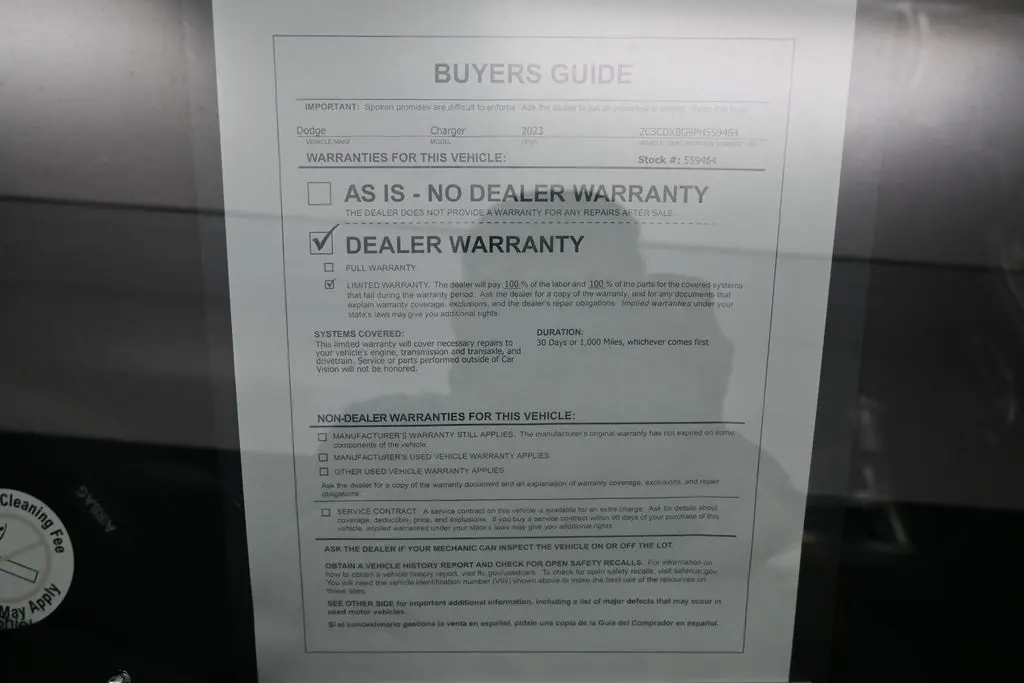 BUYERS GUIDE
IMPORTANT: Spoken promises are difficult to enforce. Ask the dealer to put all promises in writing. Keep this form.
Dodge Charger 2023 2C3CDXBG9PH559464
VEHICLE MAKE MODEL YEAR VEHICLE IDENTIFICATION NUMBER (VIN)
WARRANTIES FOR THIS VEHICLE: Stock #: 559464
AS IS - NO DEALER WARRANTY
THE DEALER DOES NOT PROVIDE A WARRANTY FOR ANY REPAIRS AFTER SALE.
DEALER WARRANTY
FULL WARRANTY.
LIMITED WARRANTY. The dealer will pay 100 % of the labor and 100 % of the parts for the covered systems
that fail during the warranty period. Ask the dealer for a copy of the warranty, and for any documents that
explain warranty coverage, exclusions, and the dealer's repair obligations. Implied warranties under your
state's laws may give you additional rights.
SYSTEMS COVERED:
This limited warranty will cover necessary repairs to
your vehicle's engine, transmission and transaxle, and
drivetrain. Service or parts performed outside of Car
Vision will not be honored.
DURATION:
30 Days or 1,000 Miles, whichever comes first.
NON-DEALER WARRANTIES FOR THIS VEHICLE:
MANUFACTURER'S WARRANTY STILL APPLIES. The manufacturer's original warranty has not expired on some
components of the vehicle.
MANUFACTURER'S USED VEHICLE WARRANTY APPLIES.
OTHER USED VEHICLE WARRANTY APPLIES.
Ask the dealer for a copy of the warranty document and an explanation of warranty coverage, exclusions, and repair
obligations.
SERVICE CONTRACT. A service contract on this vehicle is available for an extra charge. Ask for details about
coverage, deductible, price, and exclusions. If you buy a service contract within 90 days of your purchase of this
vehicle, implied warranties under your state's laws may give you additional rights.
ASK THE DEALER IF YOUR MECHANIC CAN INSPECT THE VEHICLE ON OR OFF THE LOT.
OBTAIN A VEHICLE HISTORY REPORT AND CHECK FOR OPEN SAFETY RECALLS. For information on
how to obtain a vehicle history report, visit ftc.gov/usedcars. To check for open safety recalls, visit safercar.gov.
You will need the vehicle identification number (VIN) shown above to make the best use of the resources on
these sites.
SEE OTHER SIDE for important additional information, including a list of major defects that may occur in
used motor vehicles.
Si el concesionario gestiona la venta en español, pídale una copia de la Guía del Comprador en español.
Cleaning Fee
May Apply
AIRBAG